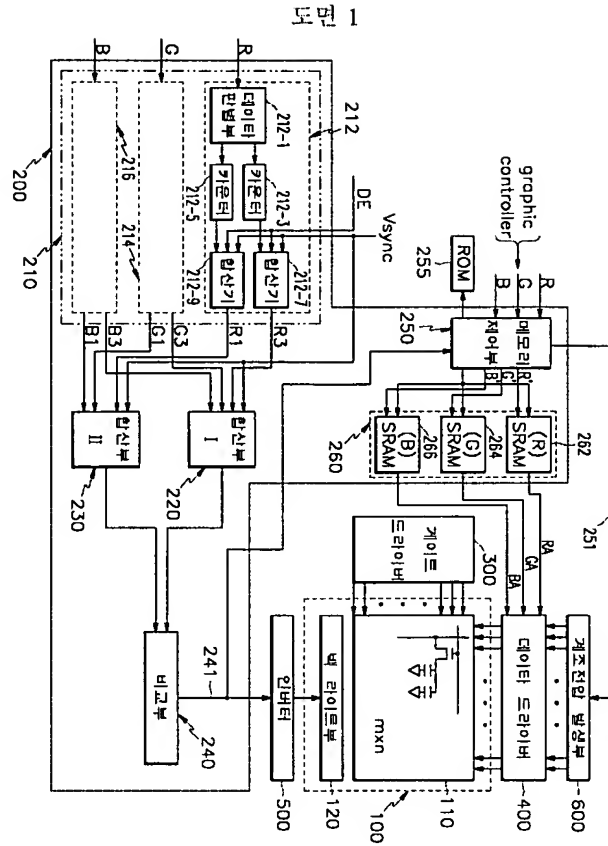 도면 1
graphic controller
R
G
B
ROM
255
메모리 제어부
250
R'
G'
B'
(R) SRAM
262
(G) SRAM
264
(B) SRAM
266
260
251
RA
GA
BA
계조전압 발생부
600
데이타 드라이버
400
게이트 드라이버
300
mxn
110
100
백 라이트부
120
인버터
500
DE
Vsync
R
G
B
데이타 판별부
212-1
카운터
212-3
카운터
212-5
합산기
212-7
합산기
212-9
212
214
216
210
200
R3
R1
G3
G1
B3
B1
합산부 I
220
합산부 II
230
비교부
240
241